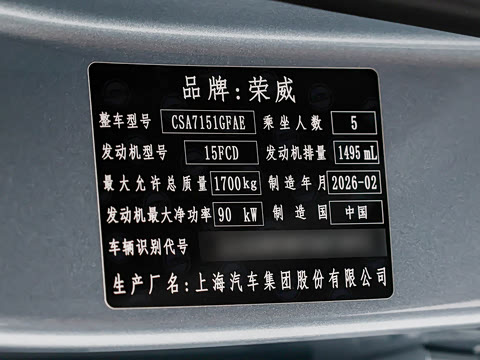 品牌:荣威
整车型号 CSA7151GFAE 乘坐人数 5
发动机型号 15FCD 发动机排量 1495 mL
最大允许总质量 1700kg 制造年月 2026-02
发动机最大净功率 90 kW 制造国 中国
车辆识别代号
生产厂名:上海汽车集团股份有限公司